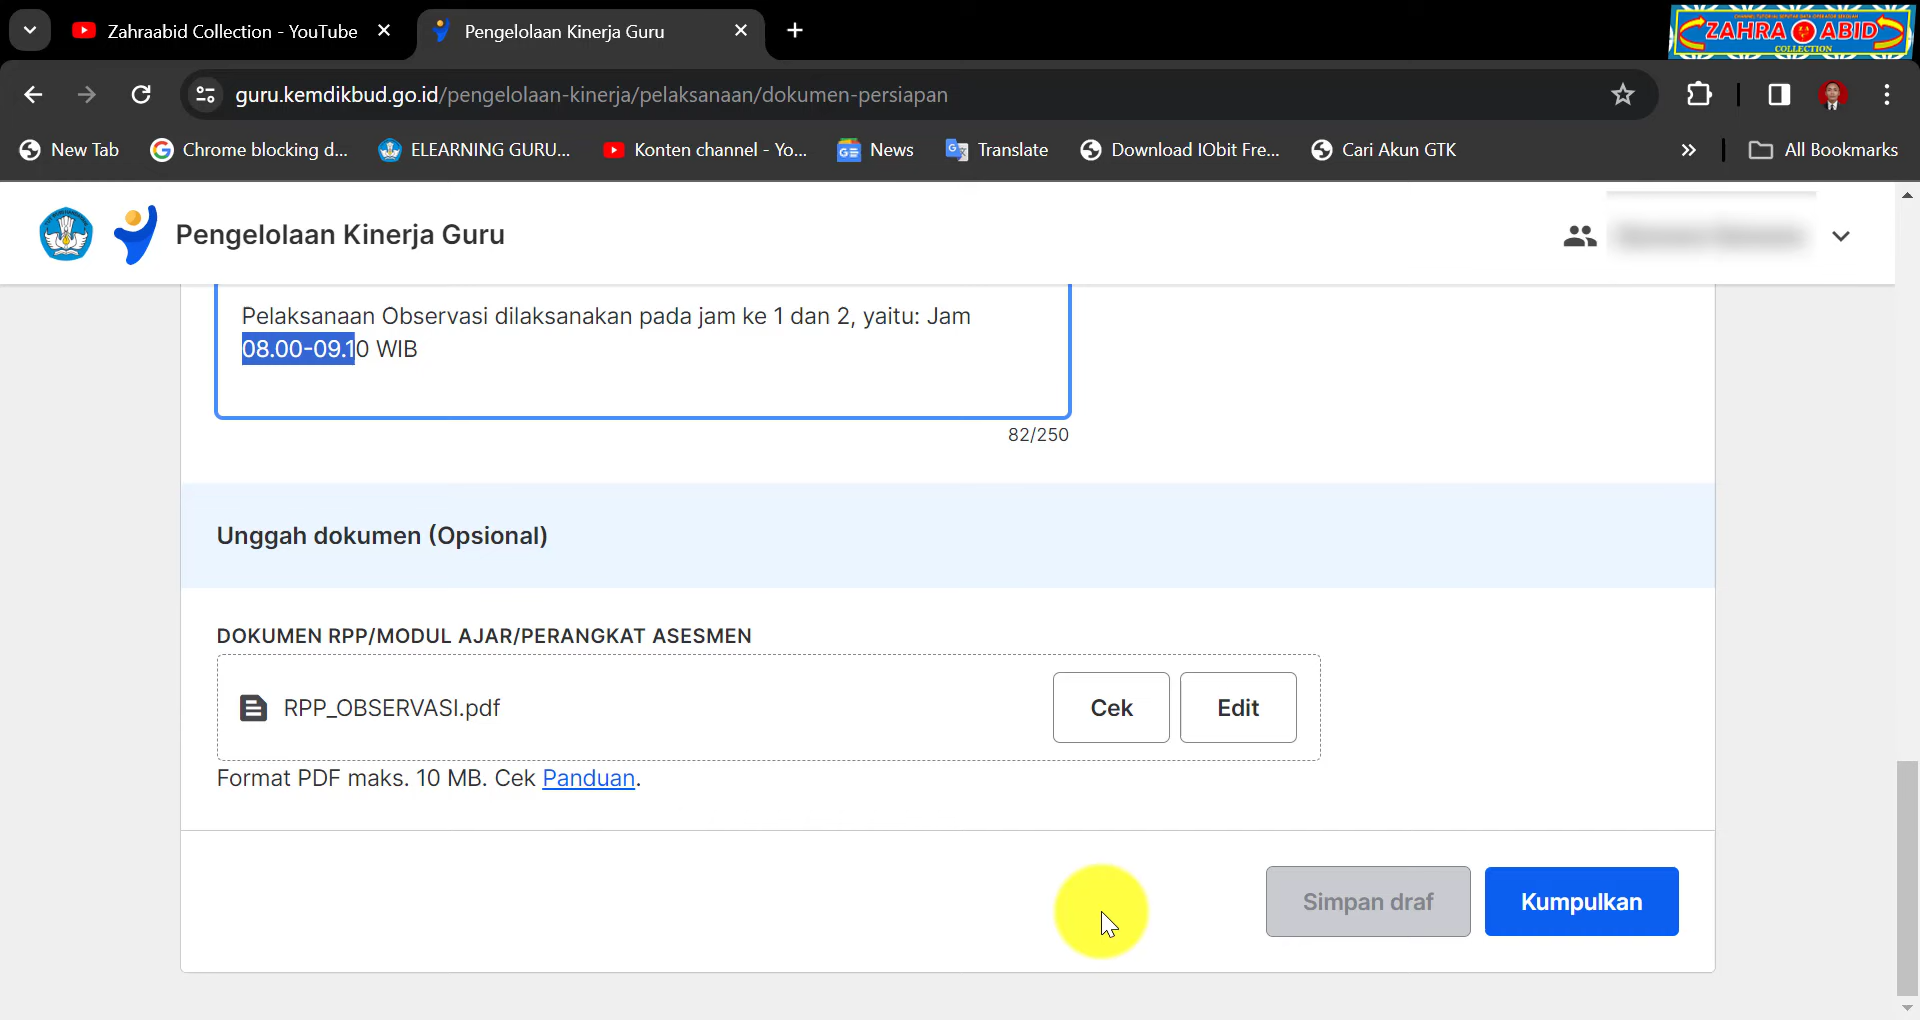 Zahraabid Collection - YouTube
Pengelolaan Kinerja Guru
ZAHRA ABID
COLLECTION
guru.kemdikbud.go.id/pengelolaan-kinerja/pelaksanaan/dokumen-persiapan
New Tab
Chrome blocking d...
ELEARNING GURU...
Konten channel - Yo...
News
Translate
Download IObit Fre...
Cari Akun GTK
All Bookmarks
Pengelolaan Kinerja Guru
Pelaksanaan Observasi dilaksanakan pada jam ke 1 dan 2, yaitu: Jam
08.00-09.10 WIB
82/250
Unggah dokumen (Opsional)
DOKUMEN RPP/MODUL AJAR/PERANGKAT ASESMEN
RPP_OBSERVASI.pdf
Cek
Edit
Format PDF maks. 10 MB. Cek Panduan.
Simpan draf
Kumpulkan